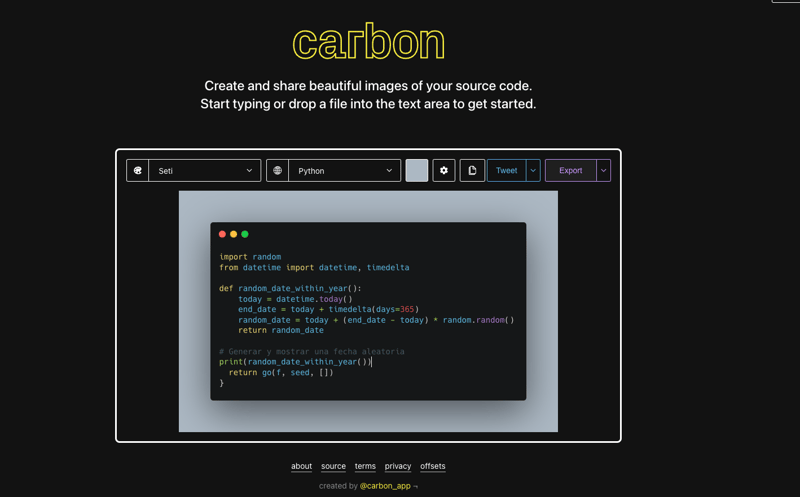 carbon
Create and share beautiful images of your source code.
Start typing or drop a file into the text area to get started.
Seti Python Tweet Export
import random
from datetime import datetime, timedelta

def random_date_within_year():
    today = datetime.today()
    end_date = today + timedelta(days=365)
    random_date = today + (end_date - today) * random.random()
    return random_date

# Generar y mostrar una fecha aleatoria
print(random_date_within_year())
  return go(f, seed, [])
}
about source terms privacy offsets
created by @carbon_app ¬